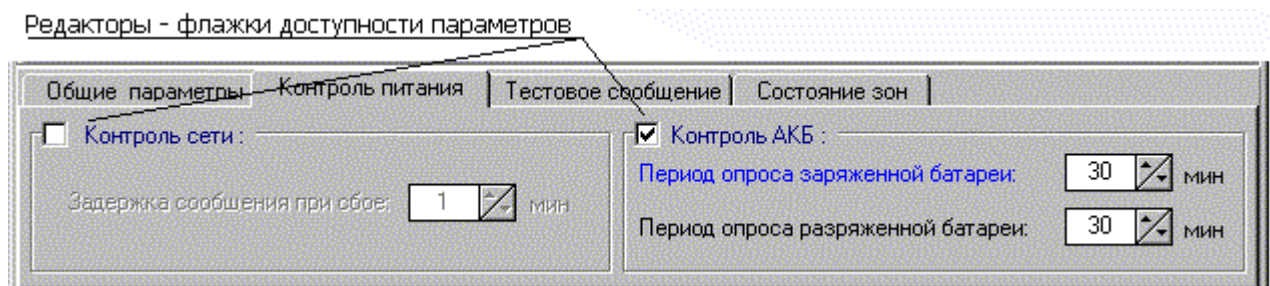 Редакторы - флажки доступности параметров
Общие параметры Контроль питания Тестовое сообщение Состояние зон
Контроль сети : Контроль АКБ :
Период опроса заряженной батареи: 30 мин
Задержка сообщения при сбое: 1 мин
Период опроса разряженной батареи: 30 мин